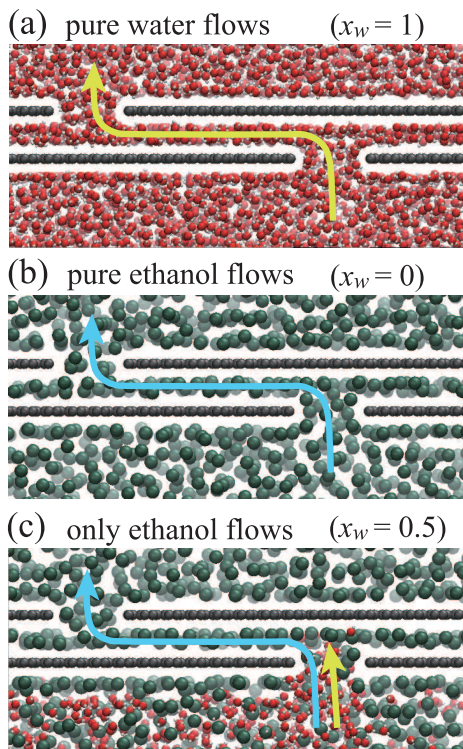 (a) pure water flows (x_w = 1)
(b) pure ethanol flows (x_w = 0)
(c) only ethanol flows (x_w = 0.5)